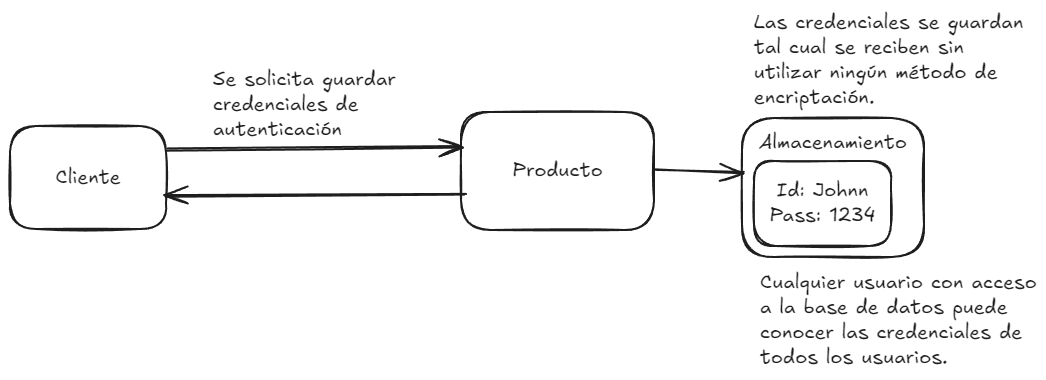 Las credenciales se guardan
tal cual se reciben sin
utilizar ningún método de
encriptación.
Se solicita guardar
credenciales de
autenticación
Cliente
Producto
Almacenamiento
Id: Johnn
Pass: 1234
Cualquier usuario con acceso
a la base de datos puede
conocer las credenciales de
todos los usuarios.